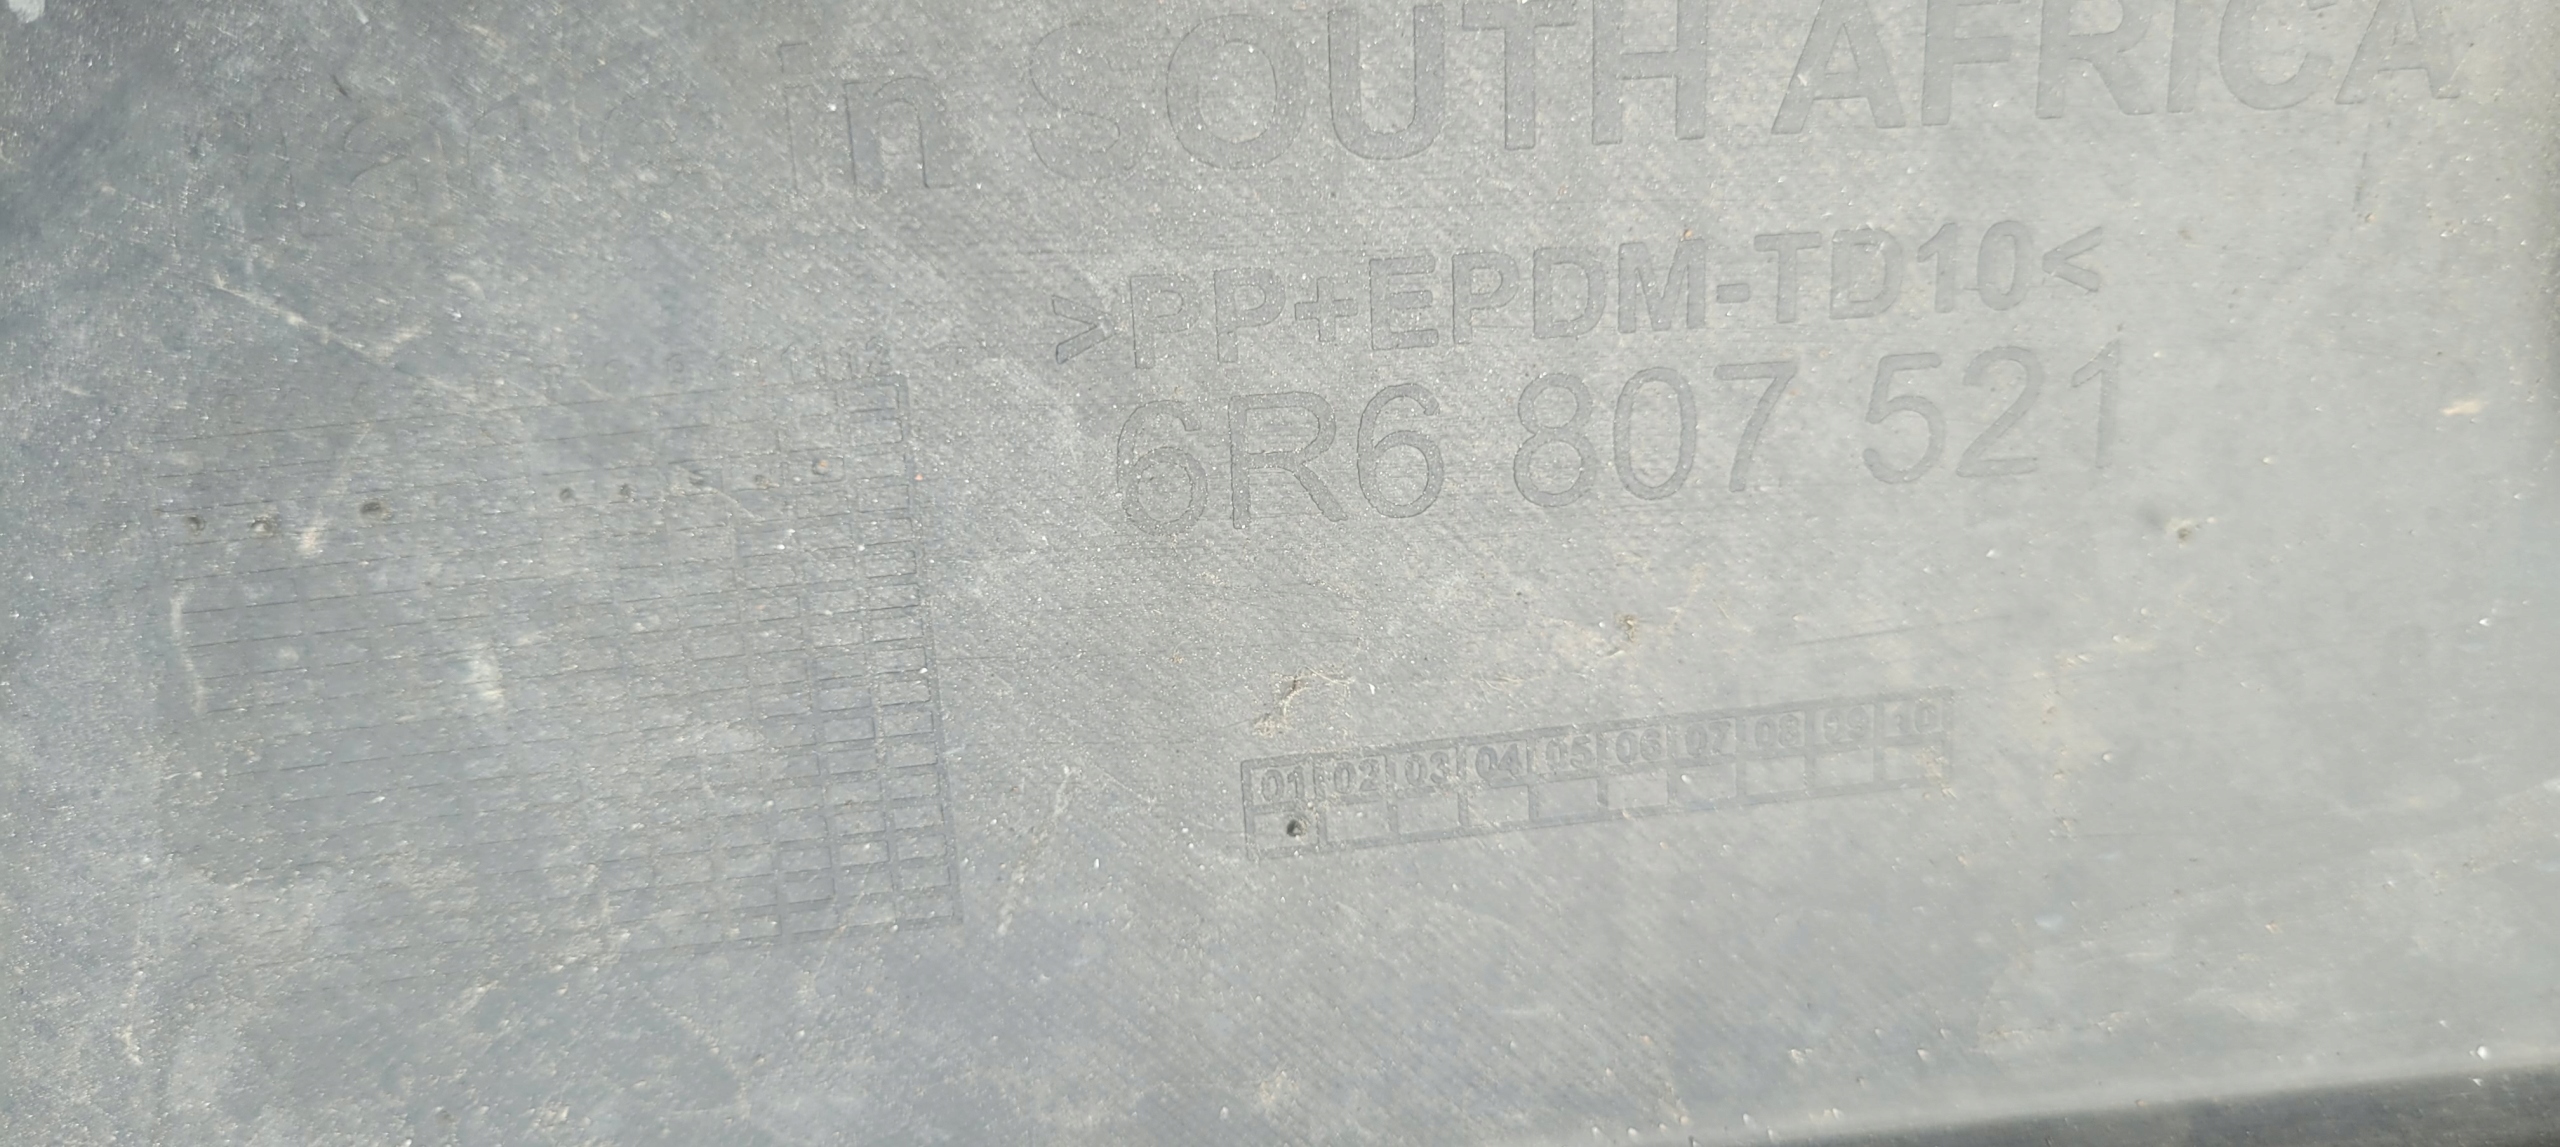 made in SOUTH AFRICA
>PP+EPDM-TD10<
6R6 807 521
01 02 03 04 05 06 07 08 09 10